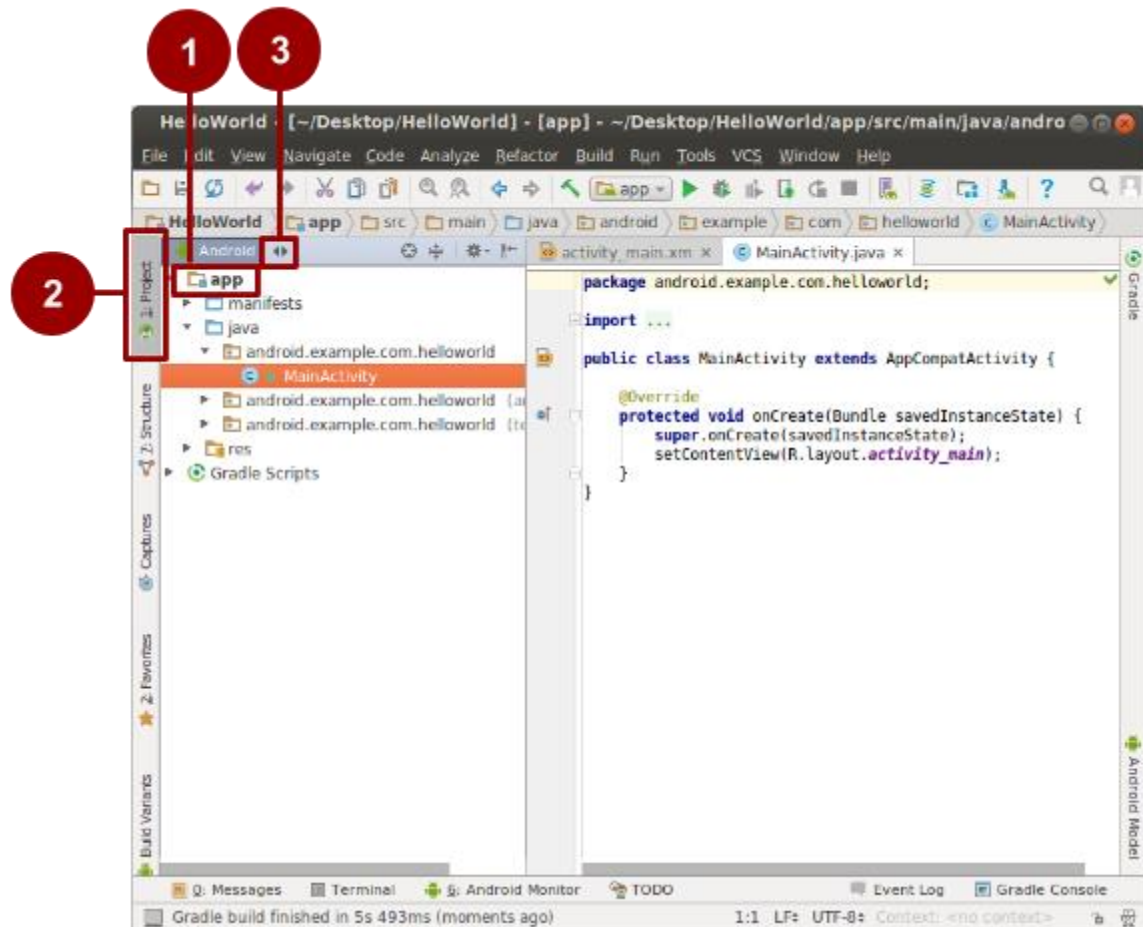 1 3
HelloWorld - [~/Desktop/HelloWorld] - [app] - ~/Desktop/HelloWorld/app/src/main/java/andro
File Edit View Navigate Code Analyze Refactor Build Run Tools VCS Window Help
app ?
HelloWorld app src main java android example com helloworld MainActivity
Android activity_main.xm × MainActivity.java ×
2
1: Project
7: Structure
Captures
2: Favorites
Build Variants
app
manifests
java
android.example.com.helloworld
MainActivity
android.example.com.helloworld (a
android.example.com.helloworld (te
res
Gradle Scripts
package android.example.com.helloworld;
import ...
public class MainActivity extends AppCompatActivity {
@Override
protected void onCreate(Bundle savedInstanceState) {
super.onCreate(savedInstanceState);
setContentView(R.layout.activity_main);
}
}
Gradle
Android Model
0: Messages Terminal 6: Android Monitor TODO Event Log Gradle Console
Gradle build finished in 5s 493ms (moments ago) 1:1 LF÷ UTF-8÷ Context: <no context>